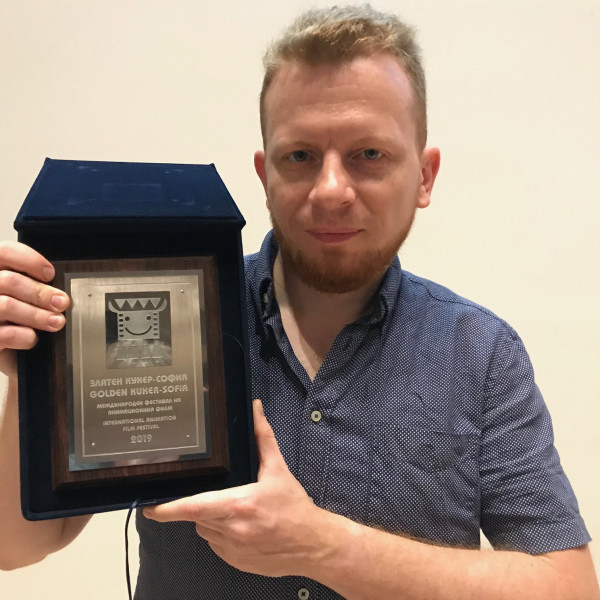 ЗЛАТЕН КУКЕР-СОФИЯ
GOLDEN KUKER-SOFIA
МЕЖДУНАРОДЕН ФЕСТИВАЛ НА
АНИМАЦИОННИЯ ФИЛМ
INTERNATIONAL ANIMATION
FILM FESTIVAL
2019